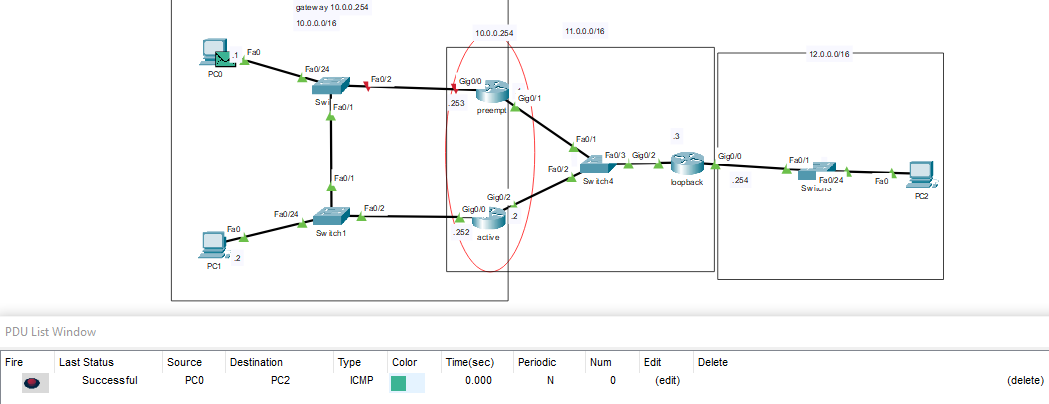 gateway 10.0.0.254
10.0.0.0/16
10.0.0.254
11.0.0.0/16
12.0.0.0/16
.1
Fa0
PC0
Fa0/24
Fa0/2
Fa0/1
Gig0/0
.253
preempt
Gig0/1
Fa0/1
Fa0/2
Fa0/3
Switch4
Gig0/2
.3
loopback
Gig0/0
.254
Fa0/1
Fa0/24
Fa0
PC2
Fa0/1
Fa0/24
Fa0/2
Switch1
Fa0
.2
PC1
Gig0/0
.252
Gig0/2
.2
active
PDU List Window
Fire Last Status Source Destination Type Color Time(sec) Periodic Num Edit Delete
Successful PC0 PC2 ICMP 0.000 N 0 (edit) (delete)